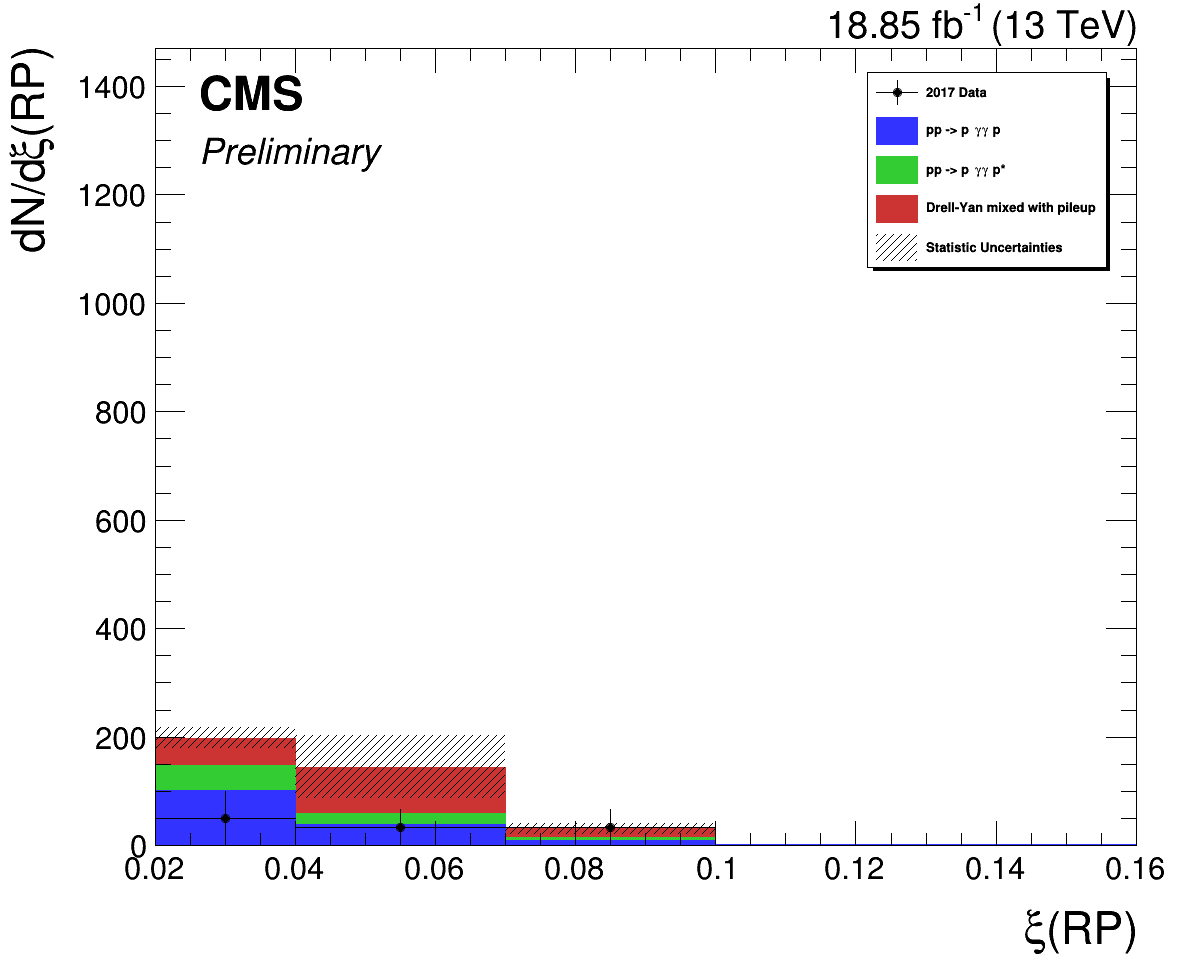 18.85 fb-1 (13 TeV)
dN/dξ(RP)
CMS
Preliminary
2017 Data
pp -> p γγ p
pp -> p γγ p*
Drell-Yan mixed with pileup
Statistic Uncertainties
1400
1200
1000
800
600
400
200
0
0.02 0.04 0.06 0.08 0.1 0.12 0.14 0.16
ξ(RP)